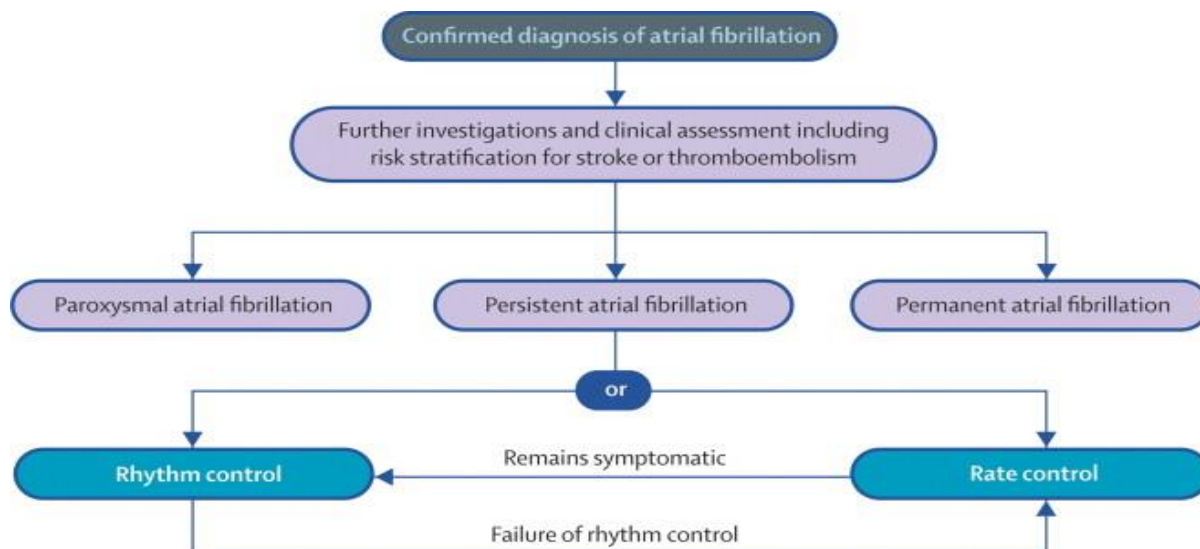 Confirmed diagnosis of atrial fibrillation
Further investigations and clinical assessment including
risk stratification for stroke or thromboembolism
Paroxysmal atrial fibrillation
Persistent atrial fibrillation
Permanent atrial fibrillation
or
Rhythm control
Remains symptomatic
Rate control
Failure of rhythm control